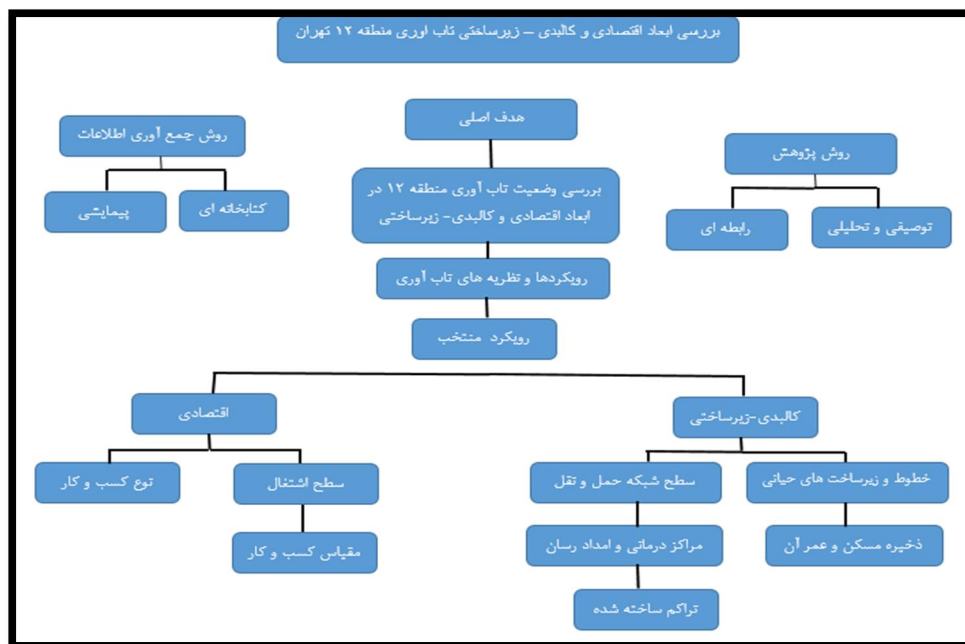 بررسی ابعاد اقتصادی و کالبدی – زیرساختی تاب اوری منطقه ۱۲ تهران
هدف اصلی
روش جمع آوری اطلاعات
روش پژوهش
بررسی وضعیت تاب آوری منطقه ۱۲ در
ابعاد اقتصادی و کالبدی- زیرساختی
کتابخانه ای
پیمایشی
توصیفی و تحلیلی
رابطه ای
رویکردها و نظریه های تاب آوری
رویکرد منتخب
کالبدی-زیرساختی
اقتصادی
خطوط و زیرساخت های حیاتی
سطح شبکه حمل و نقل
سطح اشتغال
نوع کسب و کار
ذخیره مسکن و عمر آن
مراکز درمانی و امداد رسان
مقیاس کسب و کار
تراکم ساخته شده